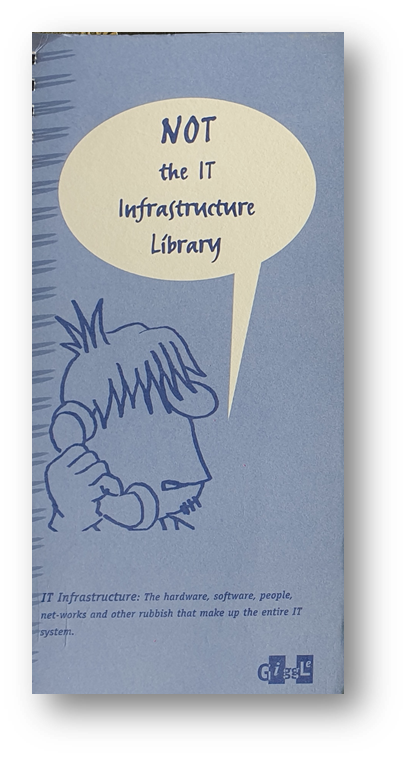 NOT
the IT
Infrastructure
Library
IT Infrastructure: The hardware, software, people,
net-works and other rubbish that make up the entire IT
system.
GiggLe